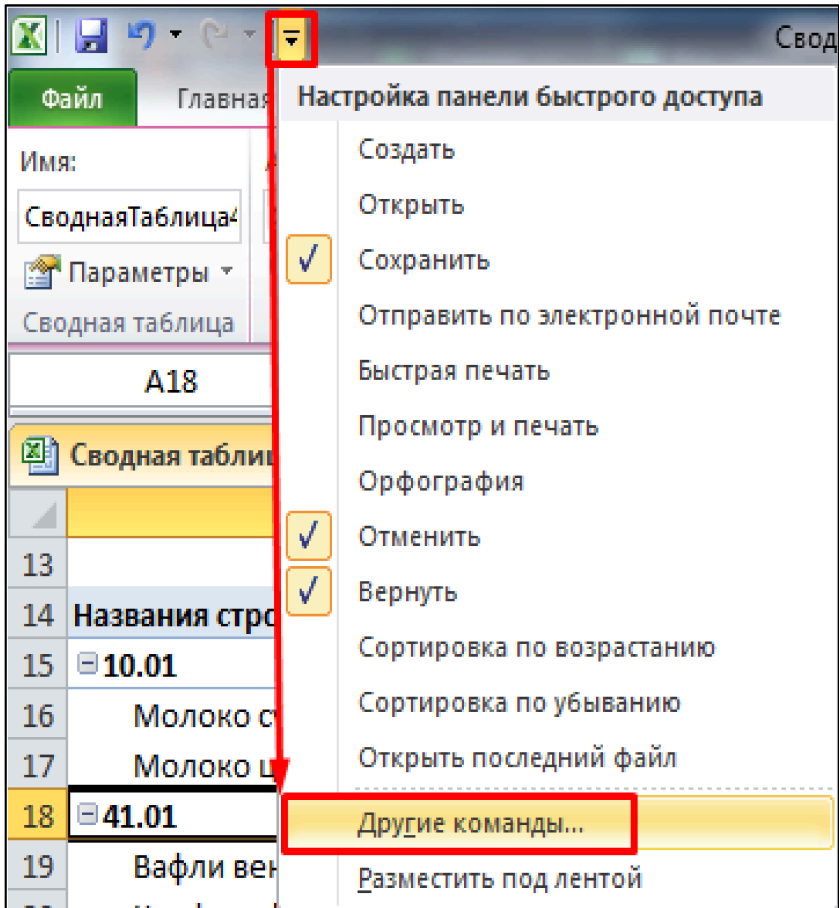 Свод
Файл
Главная
Настройка панели быстрого доступа
Имя:
СводнаяТаблица4
Параметры
Сводная таблица
A18
Сводная таблиц
Создать
Открыть
Сохранить
Отправить по электронной почте
Быстрая печать
Просмотр и печать
Орфография
Отменить
Вернуть
Сортировка по возрастанию
Сортировка по убыванию
Открыть последний файл
Другие команды...
Разместить под лентой
13
14 Названия стро
15 10.01
16 Молоко
17 Молоко
18 41.01
19 Вафли вен